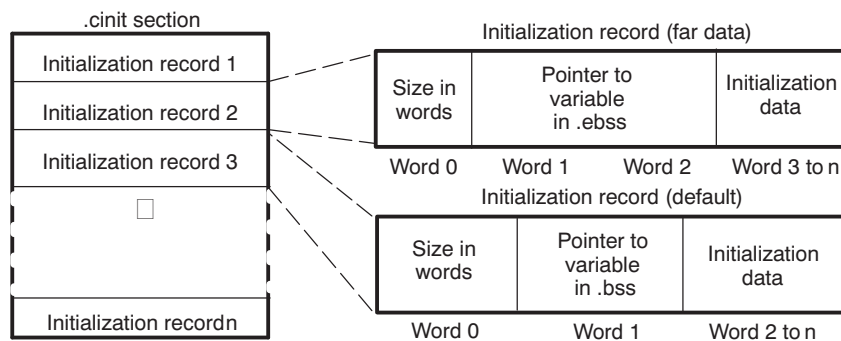 .cinit section
Initialization record 1
Initialization record 2
Initialization record 3
Initialization recordn
Initialization record (far data)
Size in
words
Pointer to
variable
in .ebss
Initialization
data
Word 0
Word 1
Word 2
Word 3 to n
Initialization record (default)
Size in
words
Pointer to
variable
in .bss
Initialization
data
Word 0
Word 1
Word 2 to n